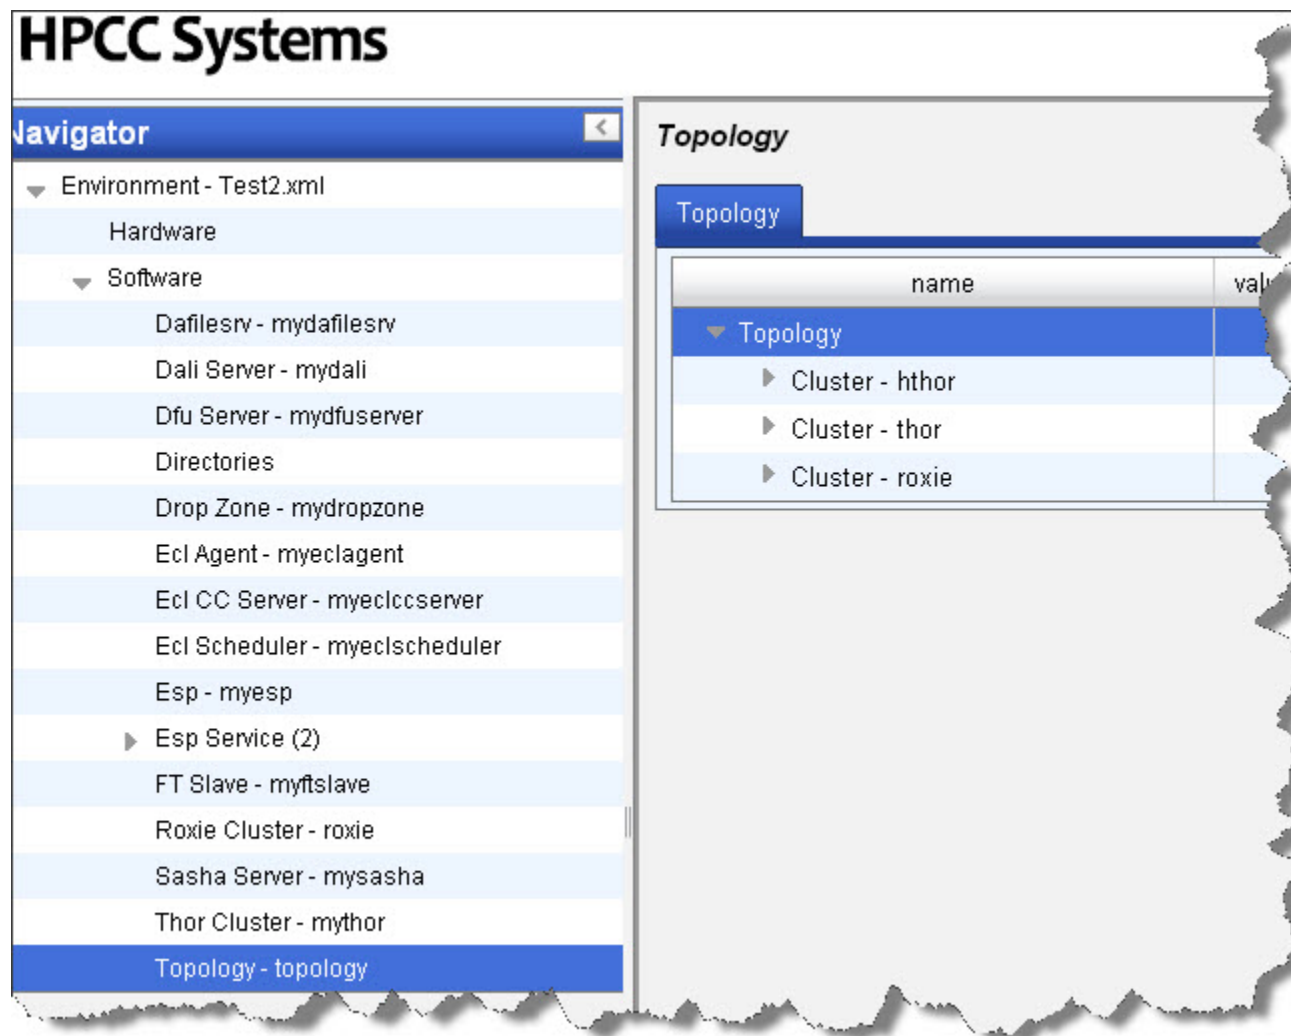 HPCC Systems
Navigator
Environment - Test2.xml
Hardware
Software
Dafilesrv - mydafilesrv
Dali Server - mydali
Dfu Server - mydfuserver
Directories
Drop Zone - mydropzone
Ecl Agent - myeclagent
Ecl CC Server - myeclccserver
Ecl Scheduler - myeclscheduler
Esp - myesp
Esp Service (2)
FT Slave - myftslave
Roxie Cluster - roxie
Sasha Server - mysasha
Thor Cluster - mythor
Topology - topology
Topology
Topology
name
Topology
Cluster - hthor
Cluster - thor
Cluster - roxie